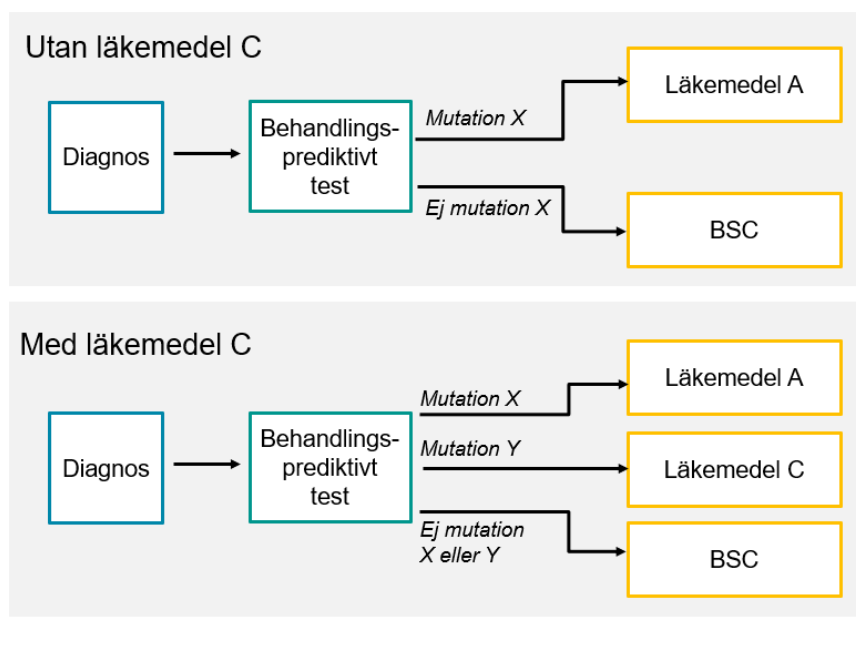 Utan läkemedel C
Diagnos
Behandlings-
prediktivt
test
Mutation X
Ej mutation X
Läkemedel A
BSC
Med läkemedel C
Diagnos
Behandlings-
prediktivt
test
Mutation X
Mutation Y
Ej mutation
X eller Y
Läkemedel A
Läkemedel C
BSC